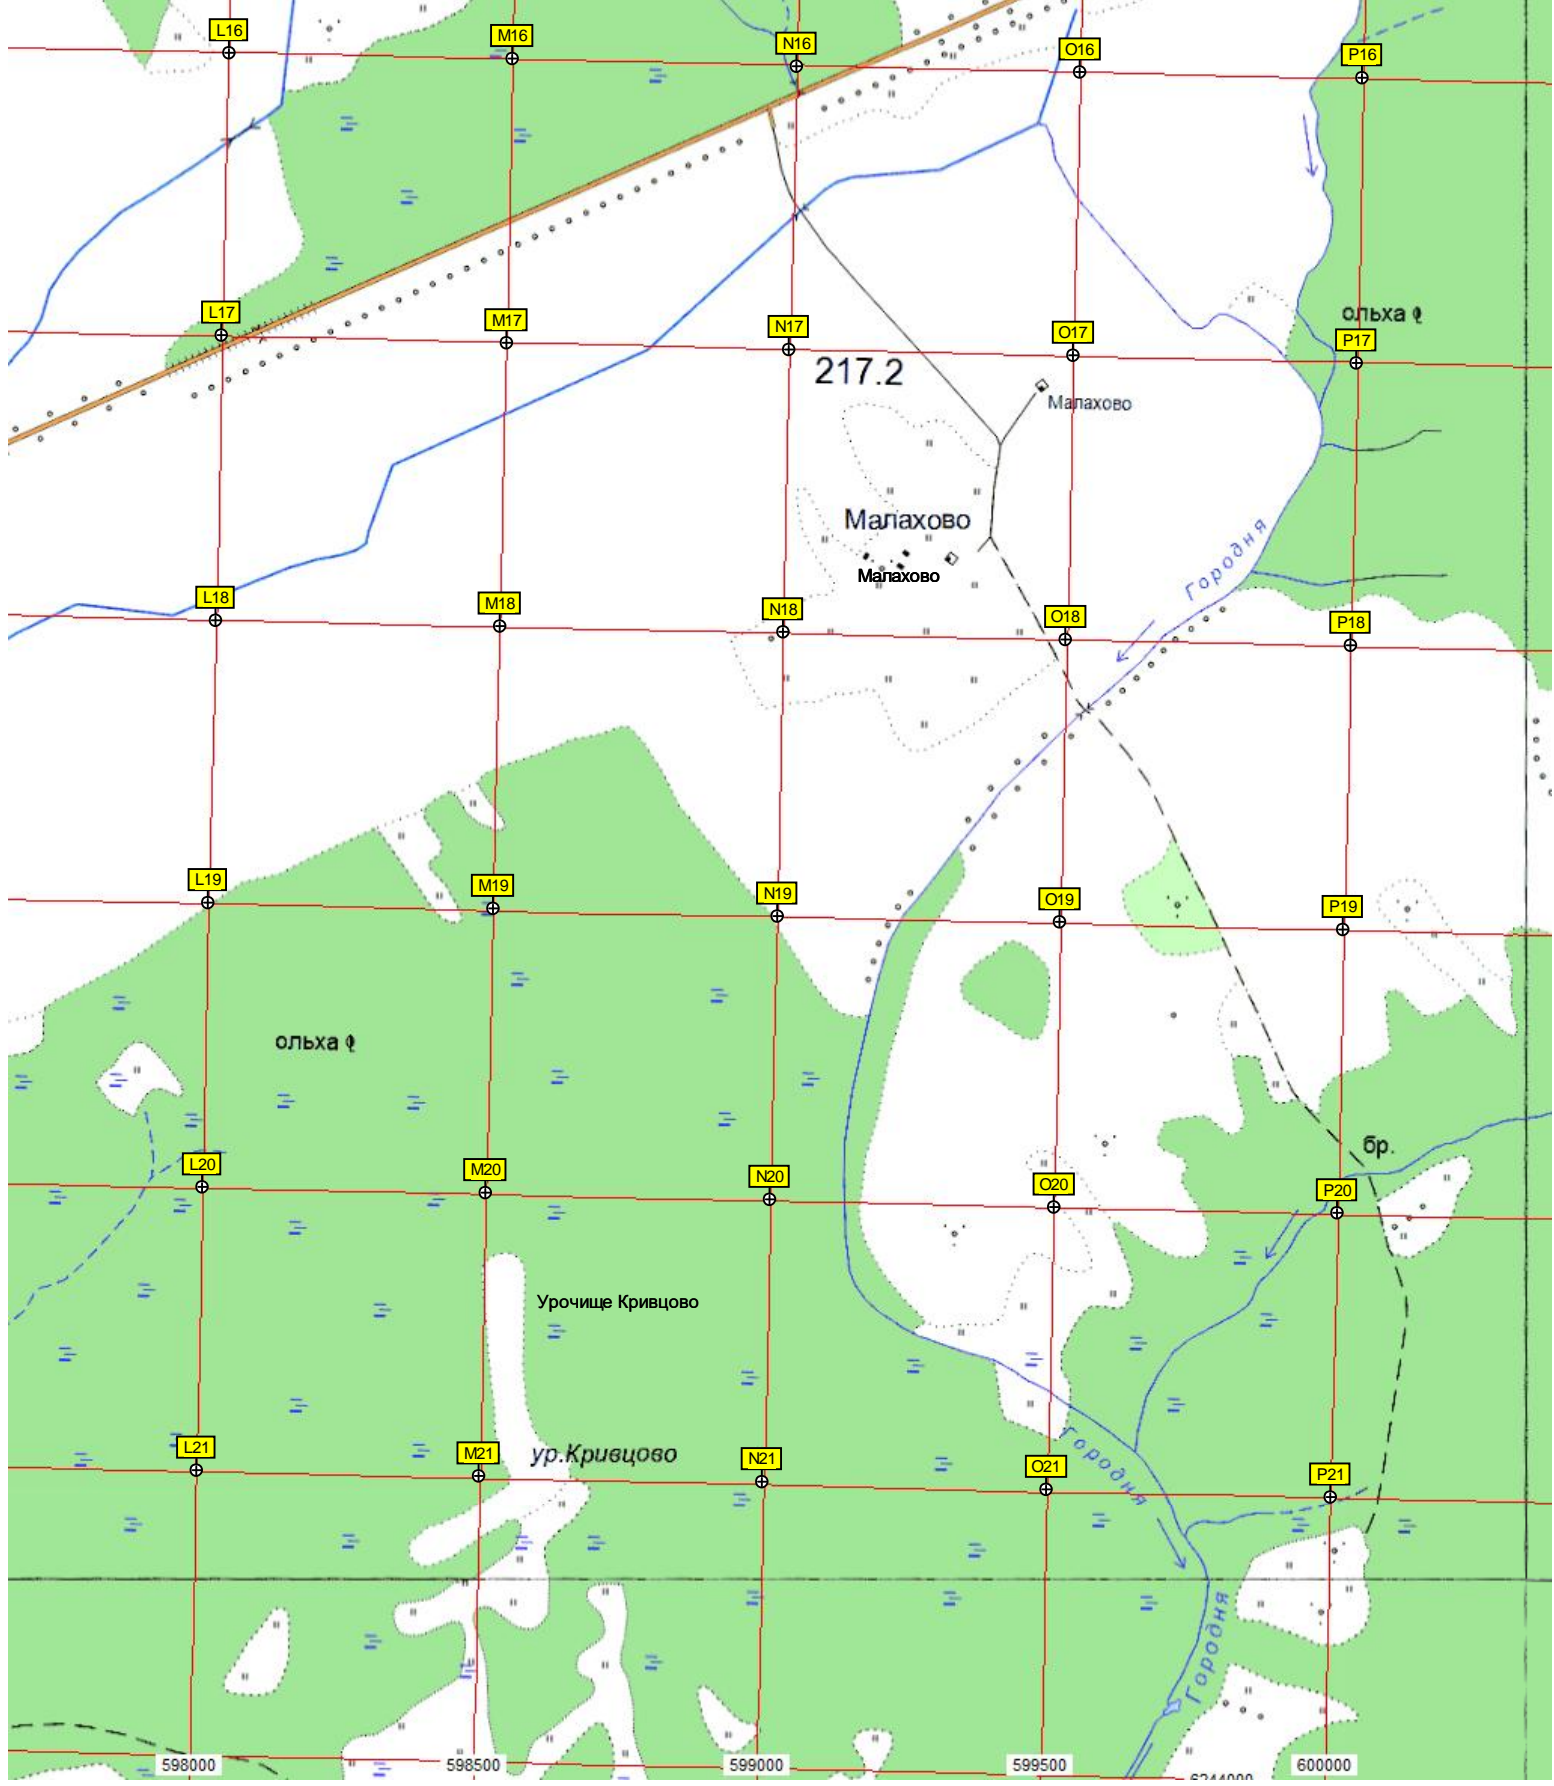 L16
M16
N16
O16
P16
ольха
L17
M17
N17
O17
P17
217.2
Малахово
Малахово
Малахово
Городня
L18
M18
N18
O18
P18
L19
M19
N19
O19
P19
ольха
бр.
L20
M20
N20
O20
P20
Урочище Кривцово
ур.Кривцово
Городня
L21
M21
N21
O21
P21
Городня
598000
598500
599000
599500
600000
6244000